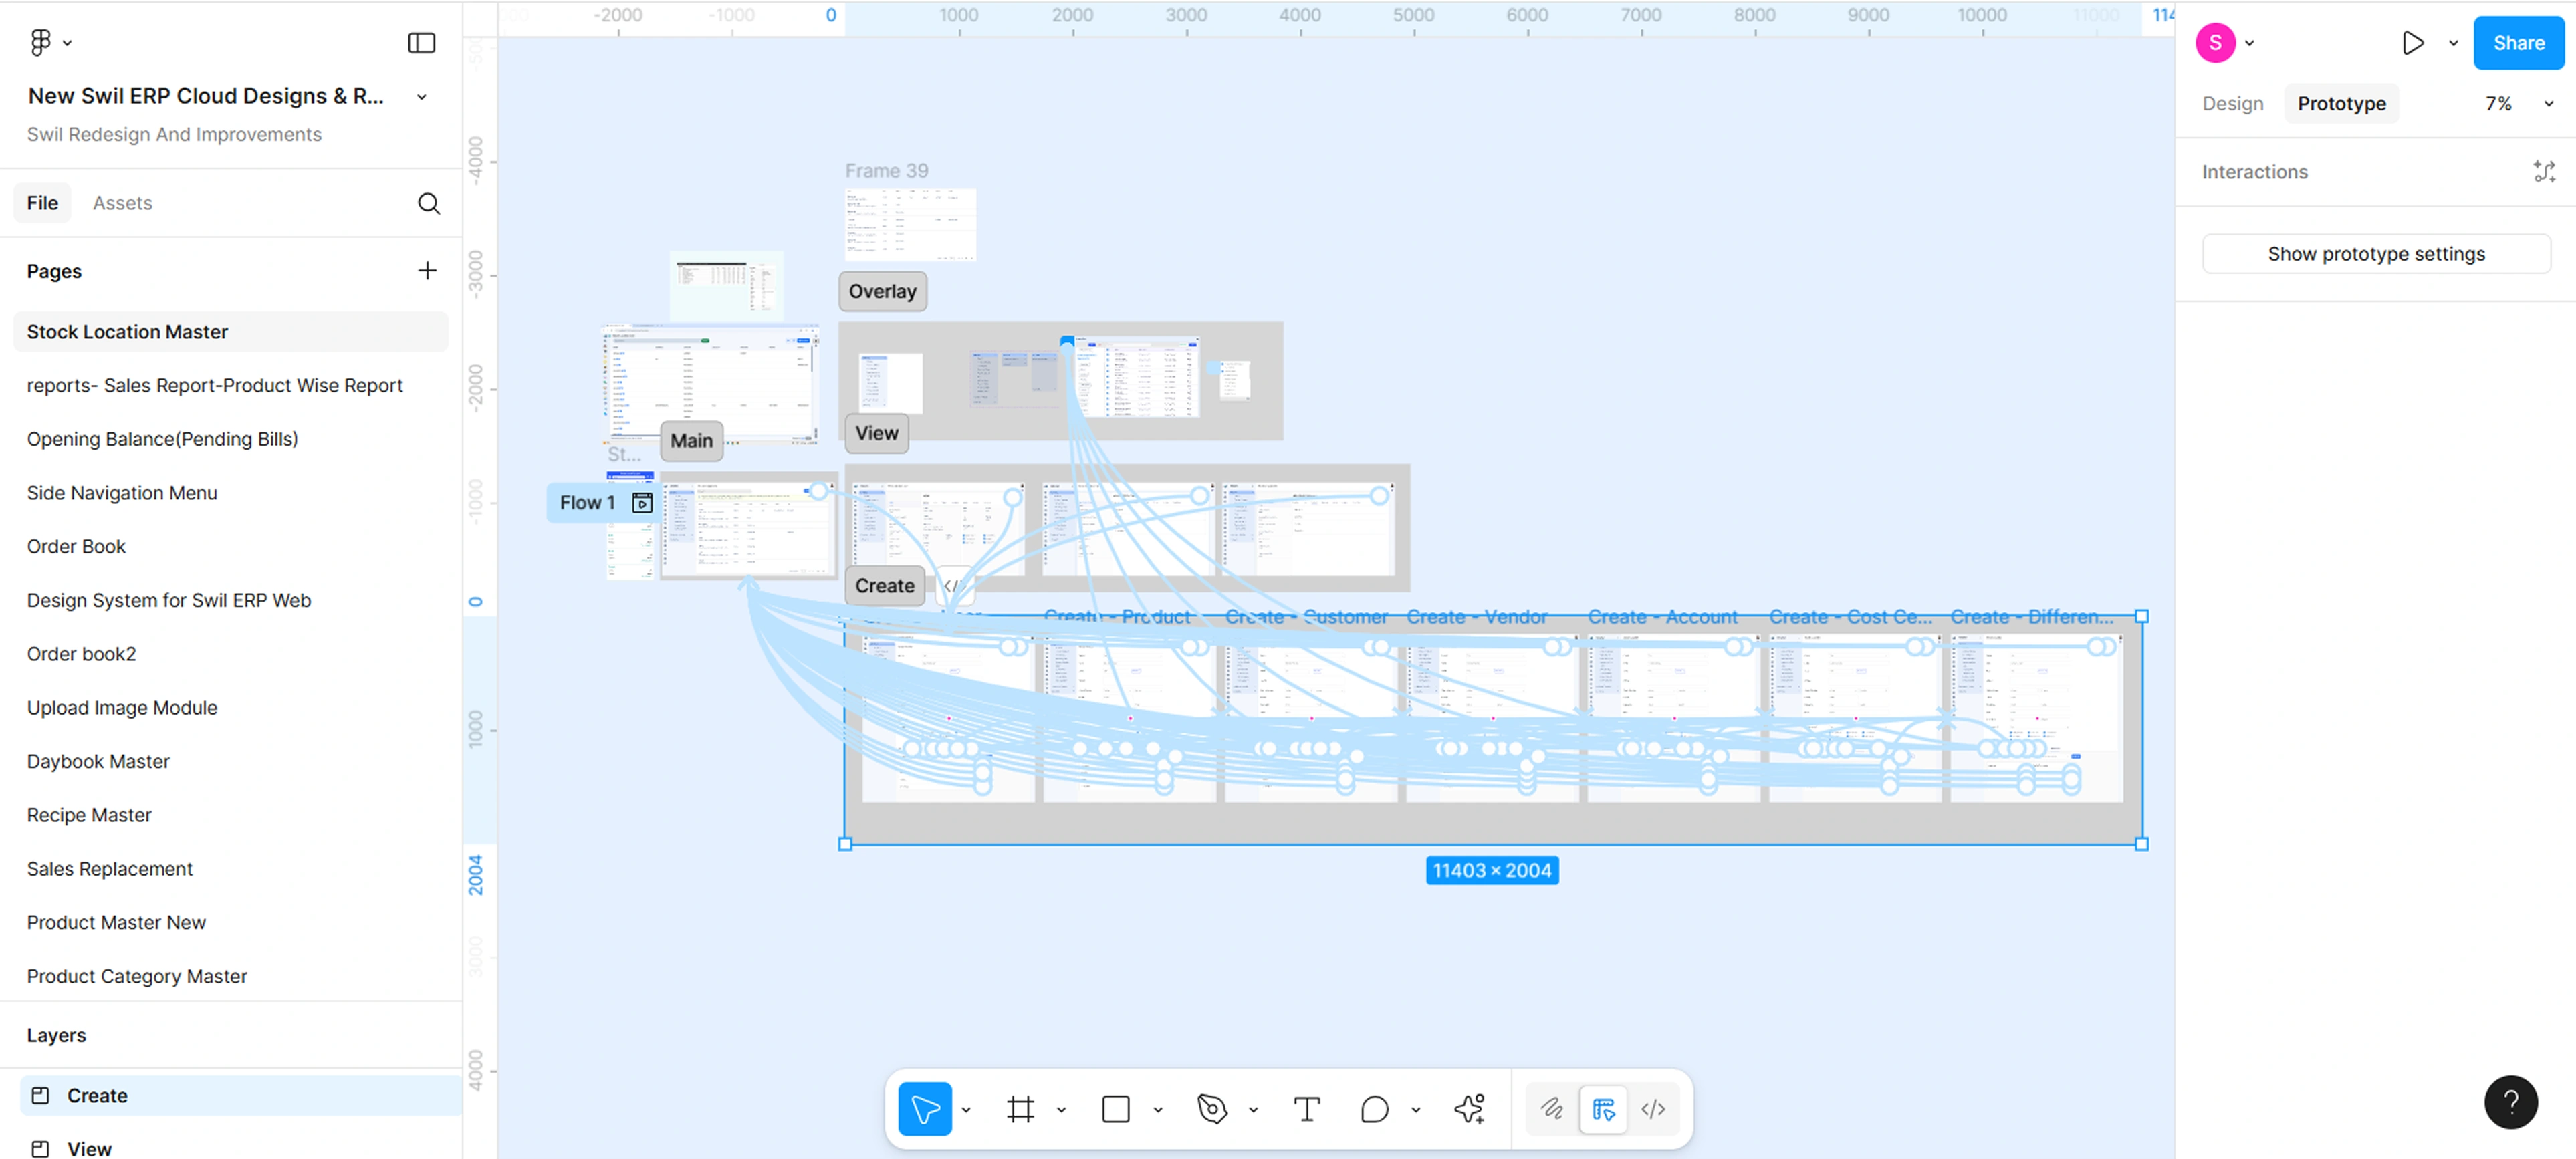 New Swil ERP Cloud Designs & R...
Swil Redesign And Improvements
File
Assets
Pages
Stock Location Master
reports- Sales Report-Product Wise Report
Opening Balance(Pending Bills)
Side Navigation Menu
Order Book
Design System for Swil ERP Web
Order book2
Upload Image Module
Daybook Master
Recipe Master
Sales Replacement
Product Master New
Product Category Master
Layers
Create
View
-2000 -1000 0 1000 2000 3000 4000 5000 6000 7000 8000 9000 10000 11000
-4000
-3000
-2000
-1000
0
1000
2004
3000
4000
Frame 39
Overlay
Main
View
St...
Flow 1
Create
Create - Product
Create - Customer
Create - Vendor
Create - Account
Create - Cost Ce...
Create - Differen...
11403 × 2004
S
Share
Design
Prototype
7%
Interactions
Show prototype settings
?